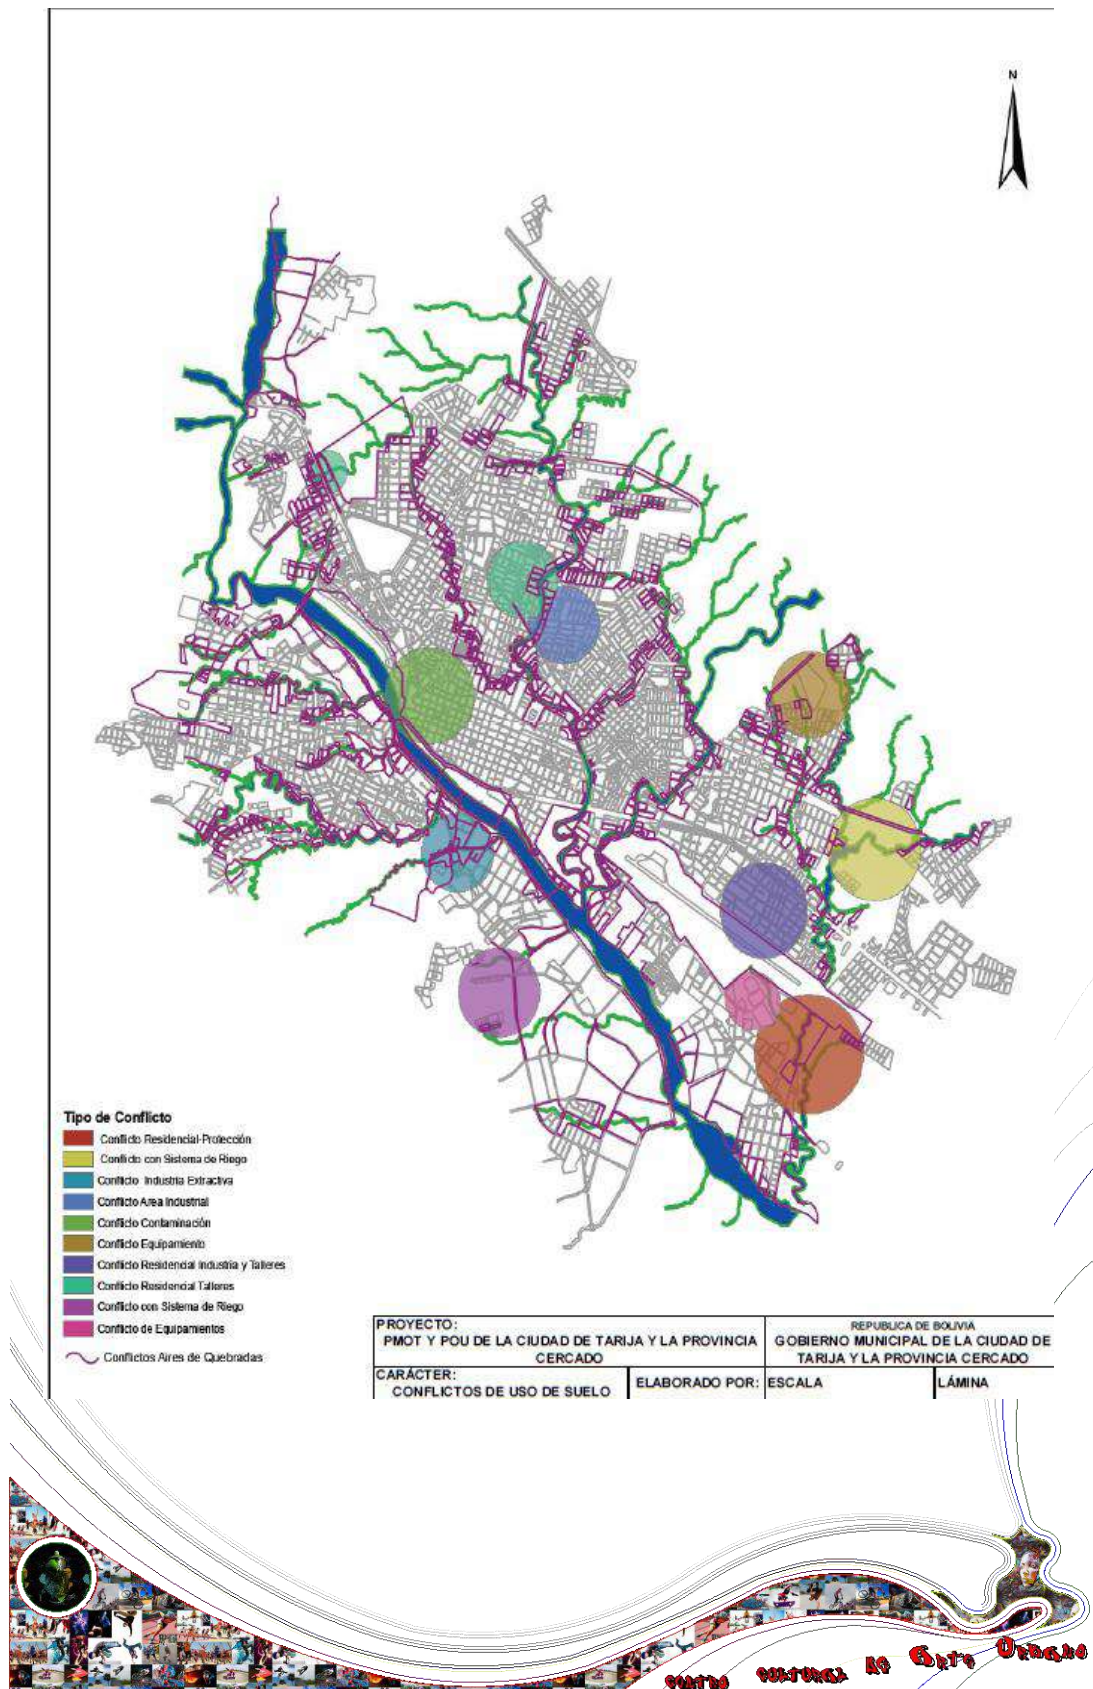 N
Tipo de Conflicto
Conflicto Residencial-Protección
Conflicto con Sistema de Riego
Conflicto Industria Extractiva
Conflicto Area Industrial
Conflicto Contaminación
Conflicto Equipamiento
Conflicto Residencial Industria y Talleres
Conflicto Residencial Talleres
Conflicto con Sistema de Riego
Conflicto de Equipamientos
Conflictos Aires de Quebradas
PROYECTO:
PMOT Y POU DE LA CIUDAD DE TARIJA Y LA PROVINCIA
CERCADO
REPUBLICA DE BOLIVIA
GOBIERNO MUNICIPAL DE LA CIUDAD DE
TARIJA Y LA PROVINCIA CERCADO
CARÁCTER:
CONFLICTOS DE USO DE SUELO
ELABORADO POR:
ESCALA
LÁMINA